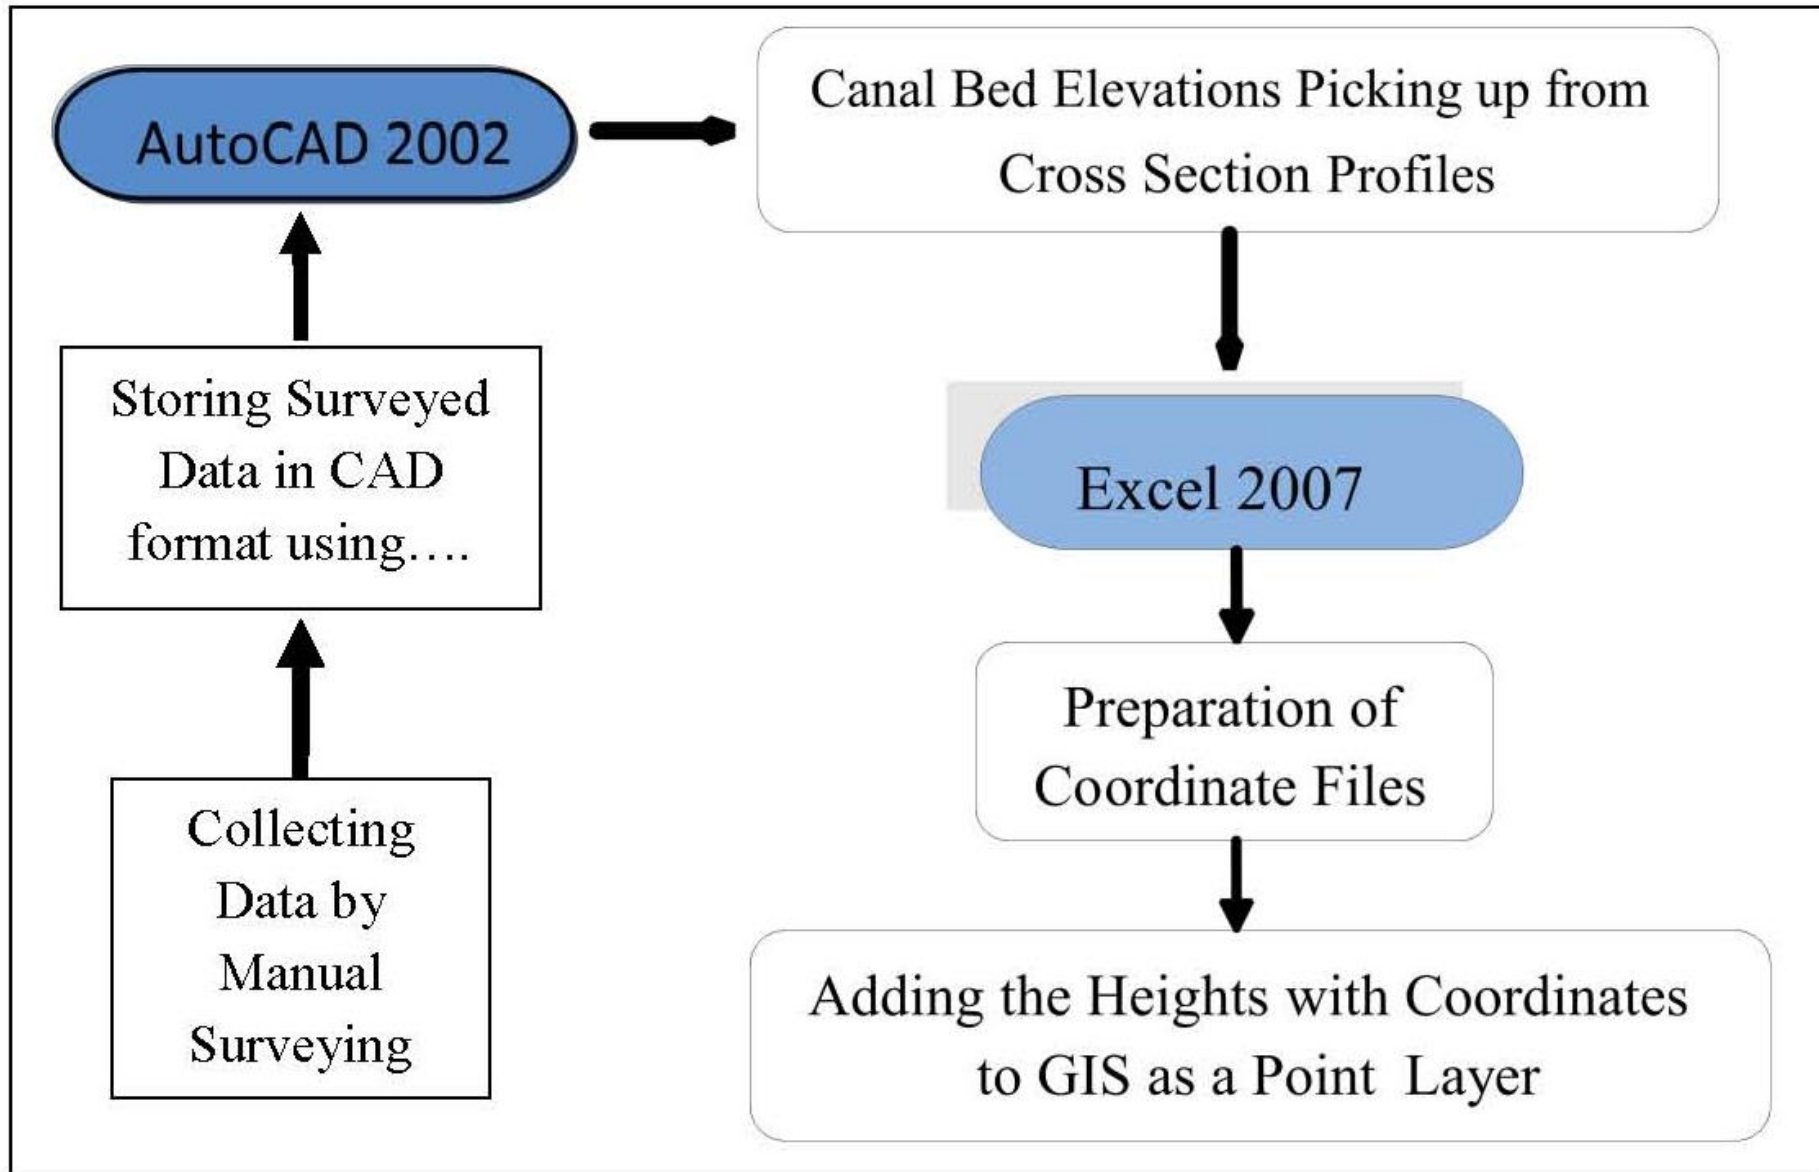 AutoCAD 2002
Canal Bed Elevations Picking up from
Cross Section Profiles
Storing Surveyed
Data in CAD
format using....
Excel 2007
Collecting
Data by
Manual
Surveying
Preparation of
Coordinate Files
Adding the Heights with Coordinates
to GIS as a Point Layer